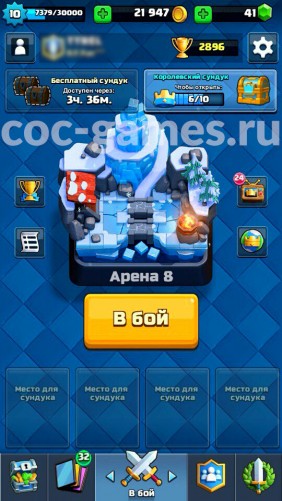 10 7379/30000 21 947 41
2896
Бесплатный сундук
Доступен через:
3ч. 36м.
Королевский сундук
Чтобы открыть:
6/10
coc-games.ru
24
Арена 8
В бой
Место для
сундука
Место для
сундука
Место для
сундука
Место для
сундука
1
32
В бой